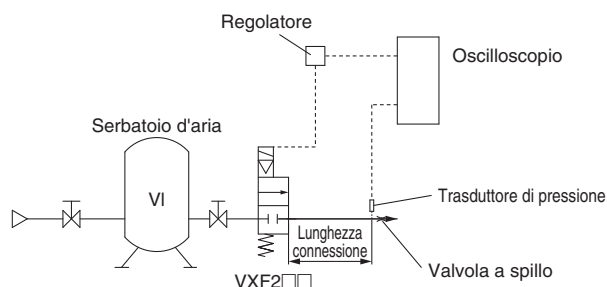 Regolatore
Oscilloscopio
Serbatoio d'aria
VI
Trasduttore di pressione
Lunghezza
connessione
Valvola a spillo
VXF2□□